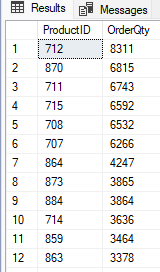 Results Messages
ProductID OrderQty
1 712 8311
2 870 6815
3 711 6743
4 715 6592
5 708 6532
6 707 6266
7 864 4247
8 873 3865
9 884 3864
10 714 3636
11 859 3464
12 863 3378